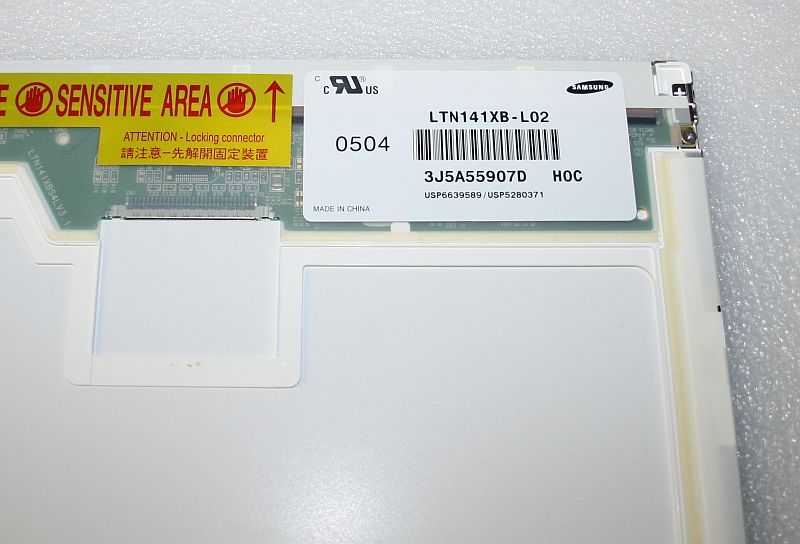 E SENSITIVE AREA
ATTENTION - Locking connector
請注意-先解開固定裝置
c UR ® US
C
SAMSUNG
LTN141XB-L02
0504
3J5A55907D H0C
USP6639589 / USP5280371
MADE IN CHINA